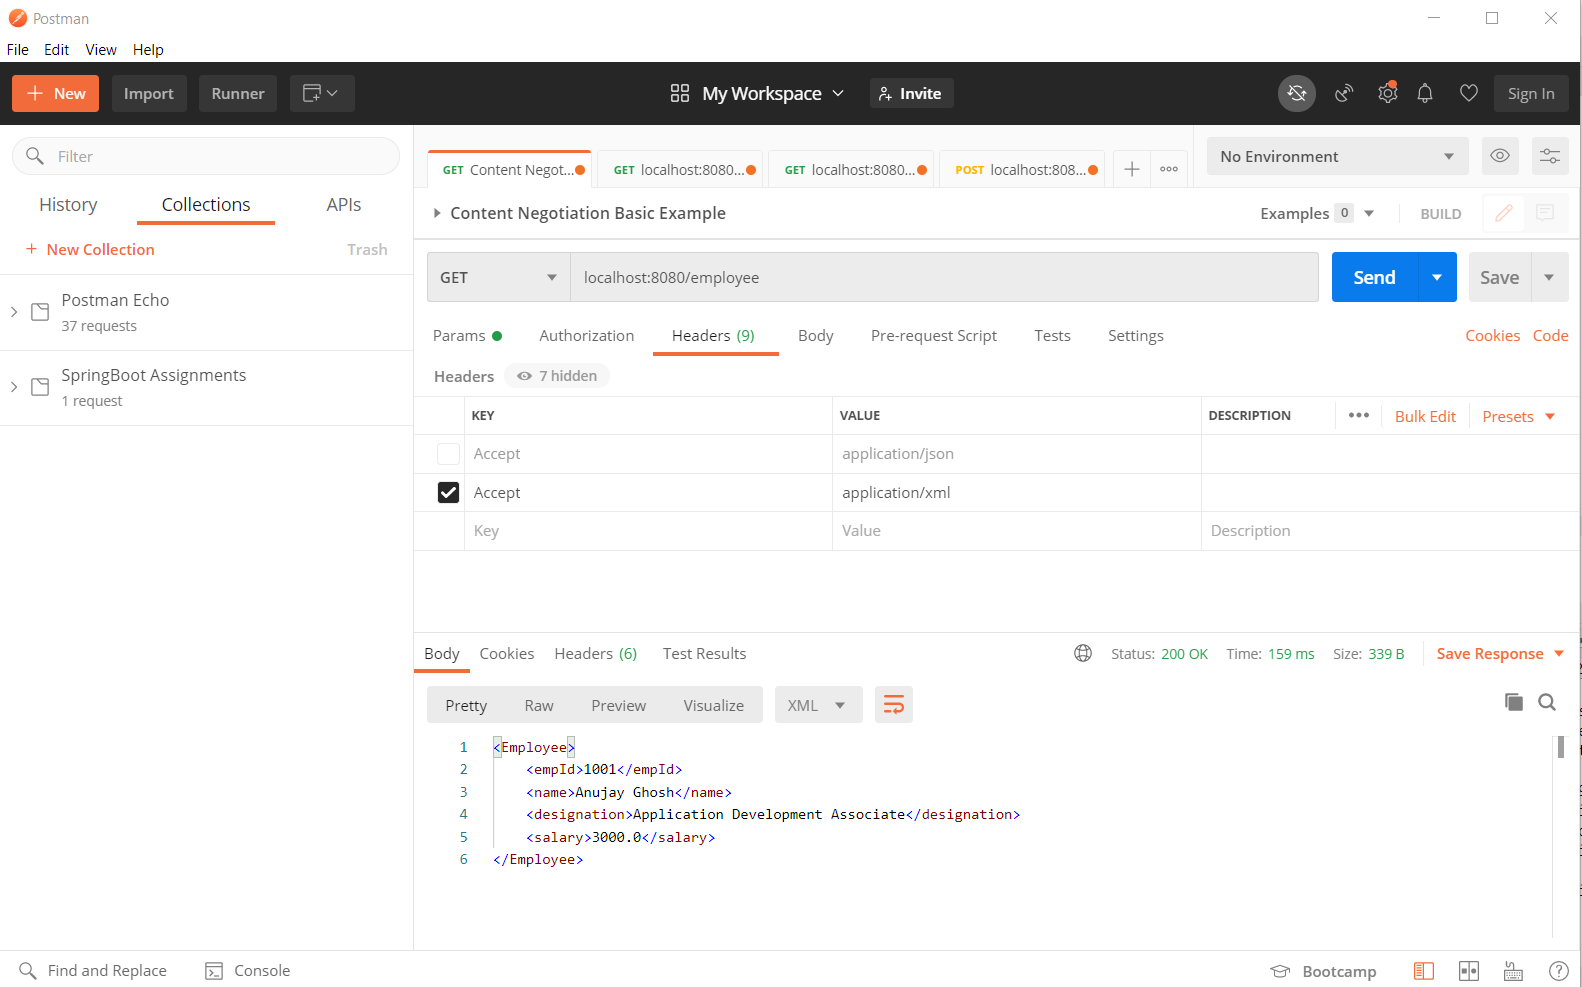 Postman
File Edit View Help
New Import Runner My Workspace Invite Sign In
Filter
History Collections APIs
+ New Collection Trash
Postman Echo
37 requests
SpringBoot Assignments
1 request
GET Content Negot... GET localhost:8080... GET localhost:8080... POST localhost:808... No Environment
Content Negotiation Basic Example Examples 0 BUILD
GET localhost:8080/employee Send Save
Params Authorization Headers (9) Body Pre-request Script Tests Settings Cookies Code
Headers 7 hidden
KEY VALUE DESCRIPTION ••• Bulk Edit Presets
Accept application/json
Accept application/xml
Key Value Description
Body Cookies Headers (6) Test Results Status: 200 OK Time: 159 ms Size: 339 B Save Response
Pretty Raw Preview Visualize XML
1 <Employee>
2 <empId>1001</empId>
3 <name>Anujay Ghosh</name>
4 <designation>Application Development Associate</designation>
5 <salary>3000.0</salary>
6 </Employee>
Find and Replace Console Bootcamp